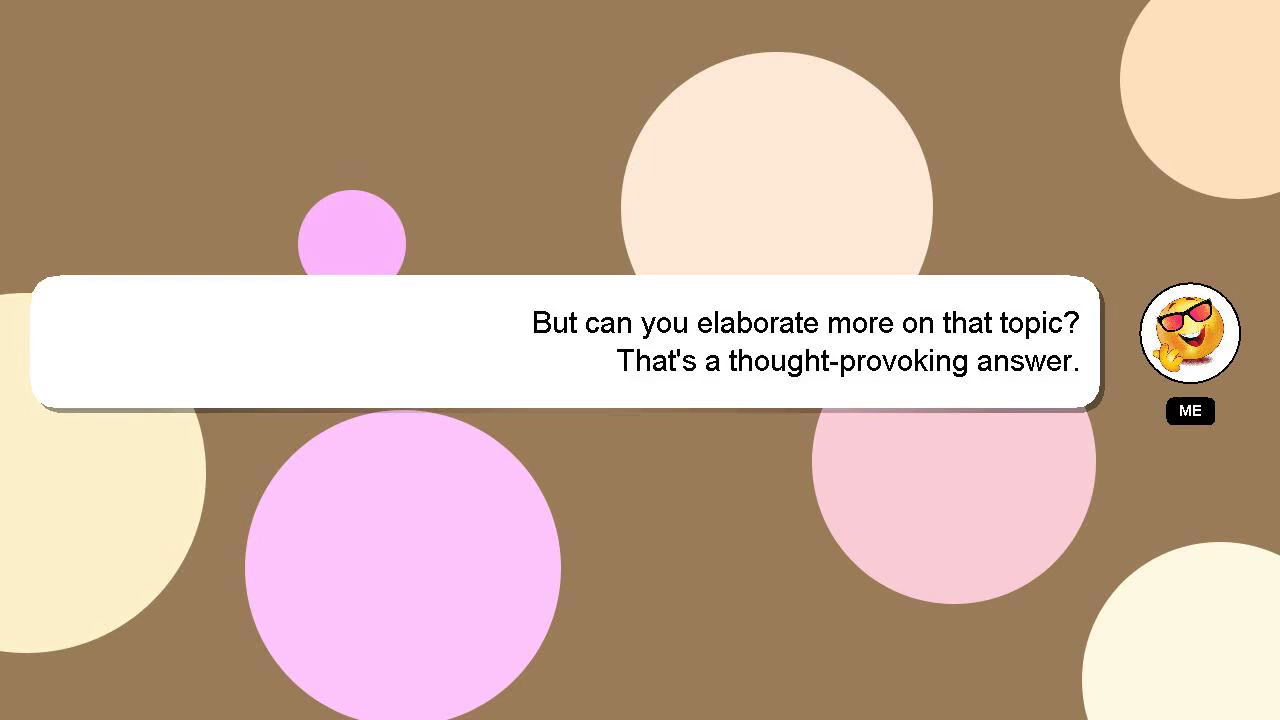 But can you elaborate more on that topic?
That's a thought-provoking answer.
ME